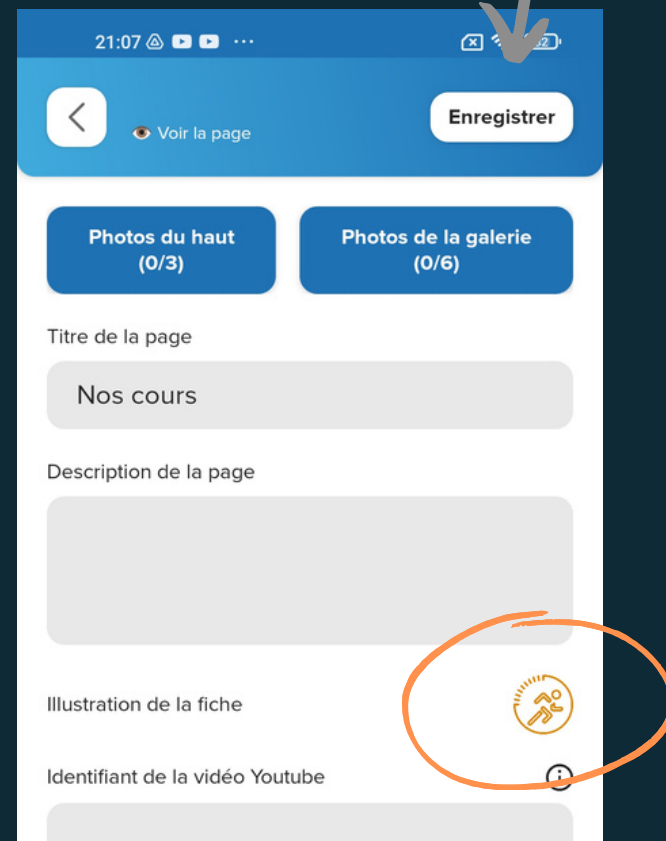 21:07
Voir la page
Enregistrer
Photos du haut
(0/3)
Photos de la galerie
(0/6)
Titre de la page
Nos cours
Description de la page
Illustration de la fiche
Identifiant de la vidéo Youtube